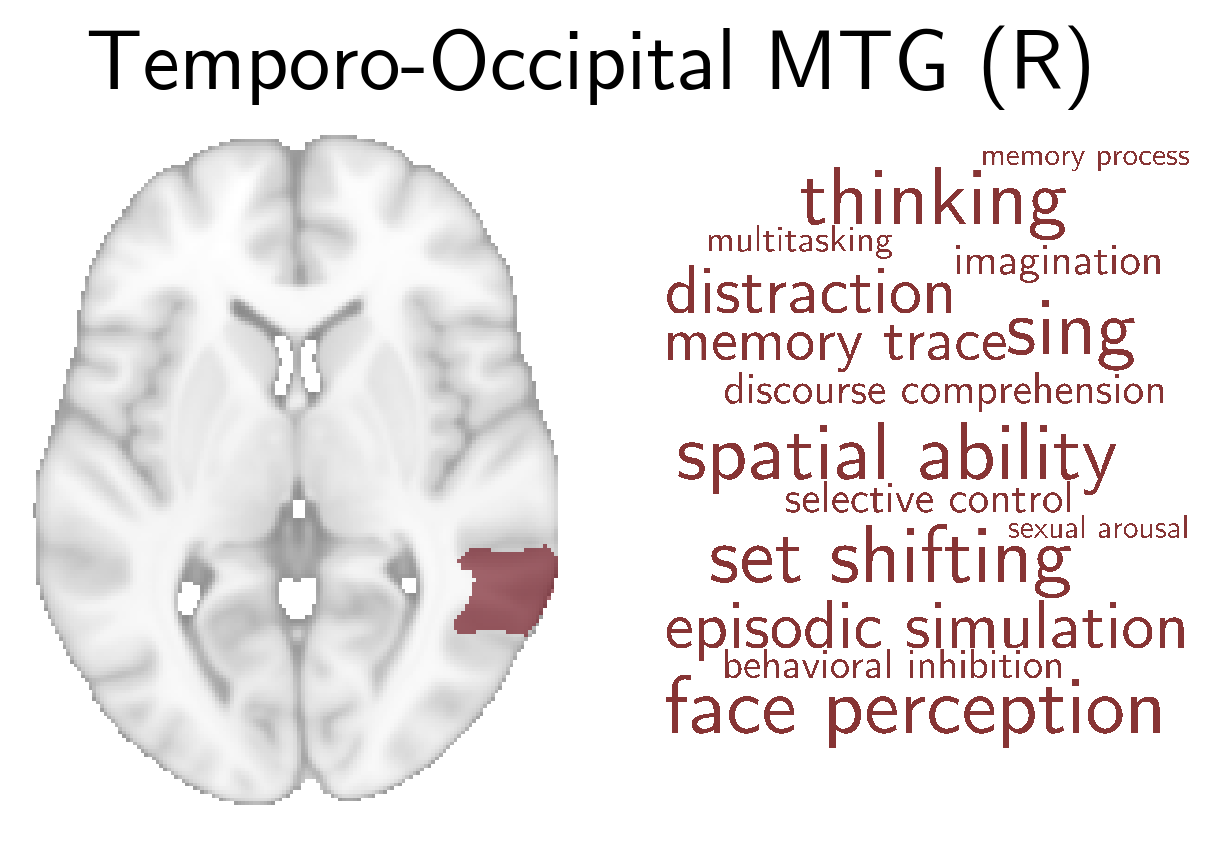 Temporo-Occipital MTG (R)
memory process
thinking
multitasking
imagination
distraction
sing
memory trace
discourse comprehension
spatial ability
selective control
sexual arousal
set shifting
episodic simulation
behavioral inhibition
face perception